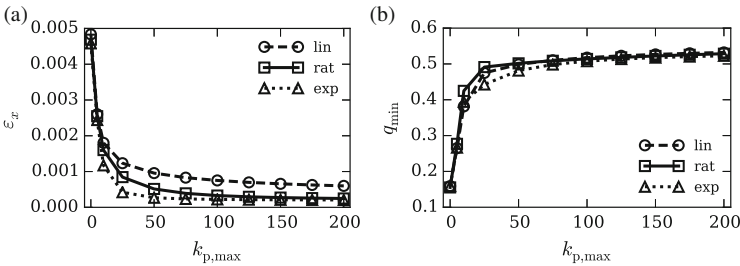 (a)
0.005
0.004
0.003
0.002
0.001
0.000
εx
0 50 100 150 200
kp,max
lin
rat
exp
(b)
0.6
0.5
0.4
0.3
0.2
0.1
qmin
0 50 100 150 200
kp,max
lin
rat
exp